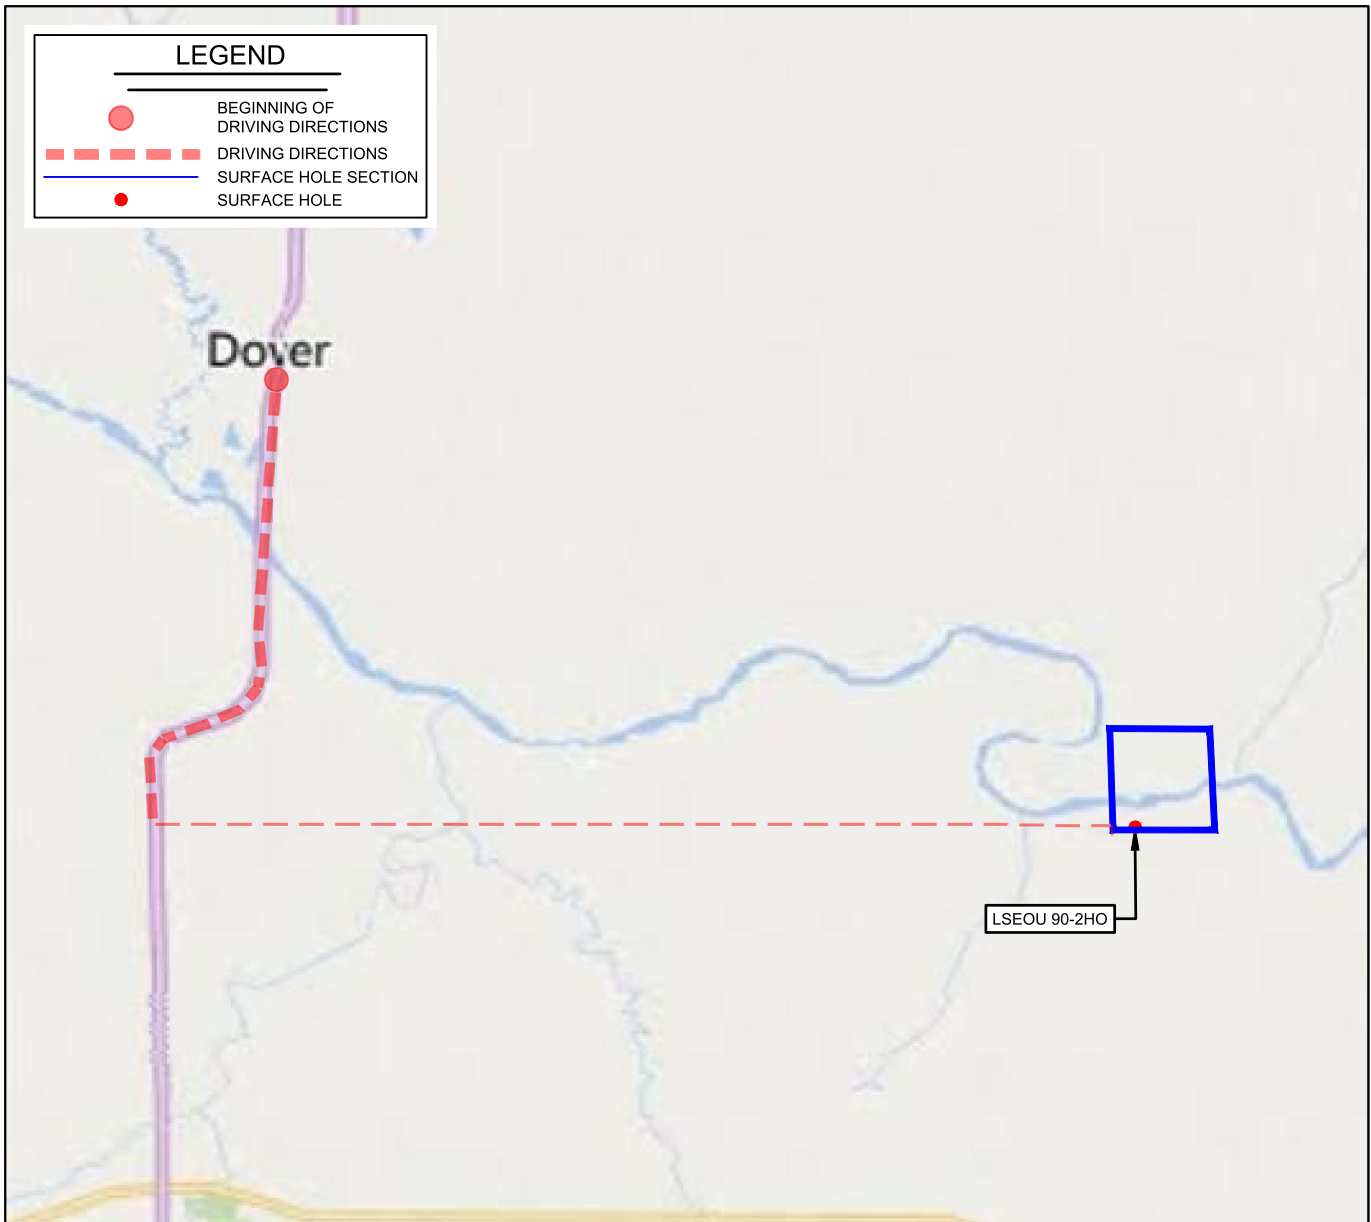 LEGEND
BEGINNING OF
DRIVING DIRECTIONS
DRIVING DIRECTIONS
SURFACE HOLE SECTION
SURFACE HOLE
Dover
LSEOU 90-2HO